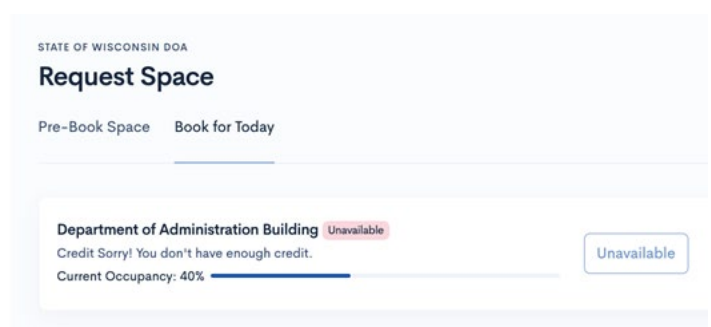 STATE OF WISCONSIN DOA
Request Space
Pre-Book Space Book for Today
Department of Administration Building Unavailable
Credit Sorry! You don't have enough credit.
Unavailable
Current Occupancy: 40%